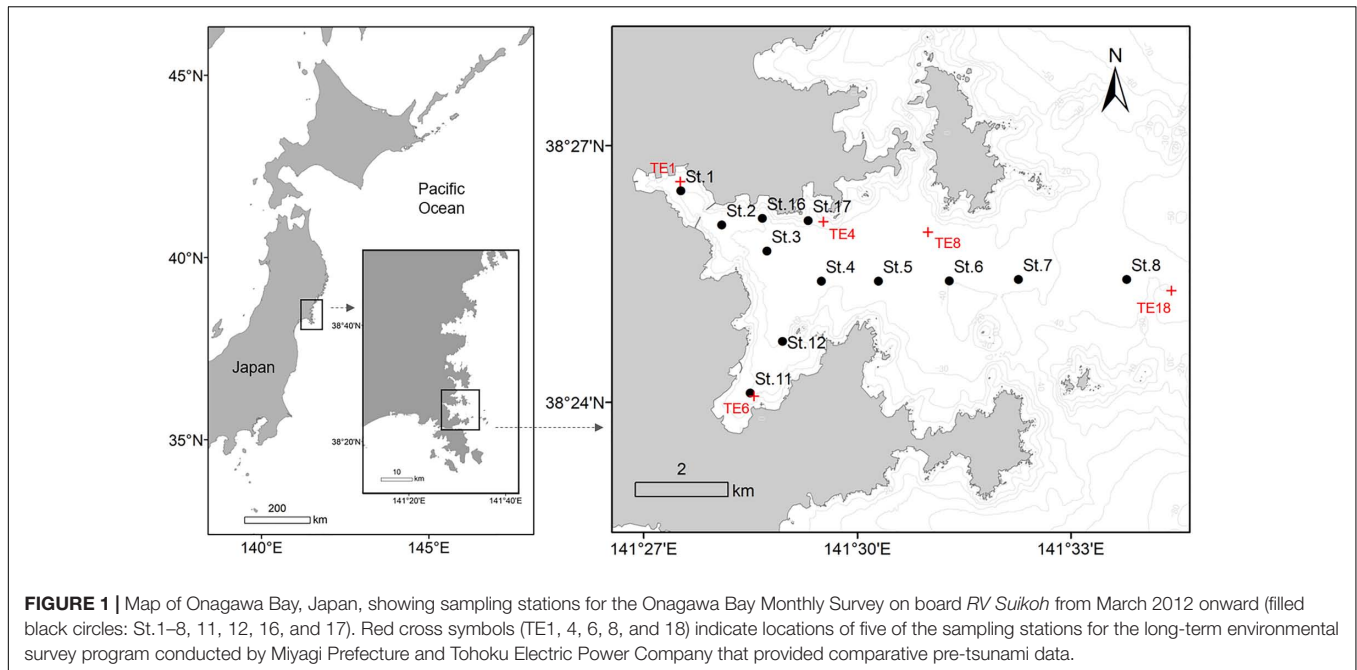 45°N
40°N
35°N
140°E
145°E
Pacific
Ocean
Japan
200
km
38°40'N
38°20'N
10
km
141°20'E
141°40'E
N
38°27'N
38°24'N
141°27'E
141°30'E
141°33'E
TE1
St.1
St.2
St.16
St.17
TE4
St.3
TE8
St.4
St.5
St.6
St.7
St.8
TE18
St.12
St.11
TE6
2
km
FIGURE 1 | Map of Onagawa Bay, Japan, showing sampling stations for the Onagawa Bay Monthly Survey on board RV Suikoh from March 2012 onward (filled
black circles: St.1–8, 11, 12, 16, and 17). Red cross symbols (TE1, 4, 6, 8, and 18) indicate locations of five of the sampling stations for the long-term environmental
survey program conducted by Miyagi Prefecture and Tohoku Electric Power Company that provided comparative pre-tsunami data.